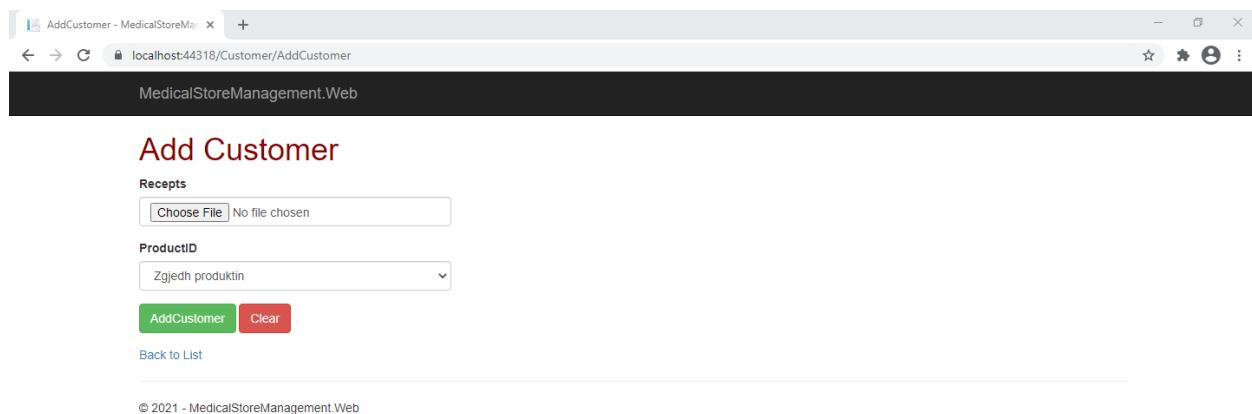 AddCustomer - MedicalStoreMa
localhost:44318/Customer/AddCustomer
MedicalStoreManagement.Web
Add Customer
Recepts
Choose File No file chosen
ProductID
Zgjedh produktin
AddCustomer Clear
Back to List
© 2021 - MedicalStoreManagement.Web